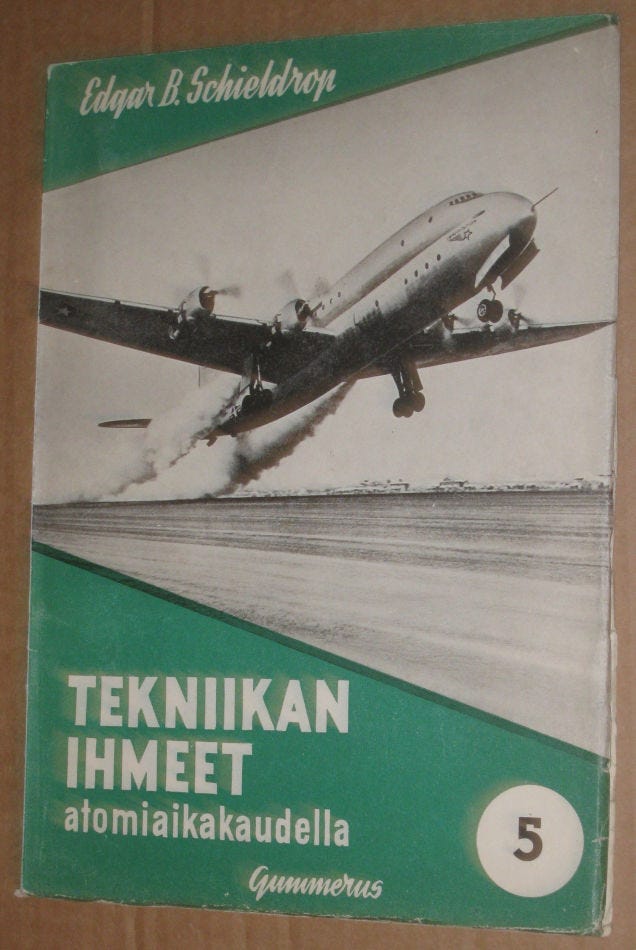 Edgar B. Schieldrop
TEKNIIKAN
IHMEET
atomiaikakaudella
5
Gummerus